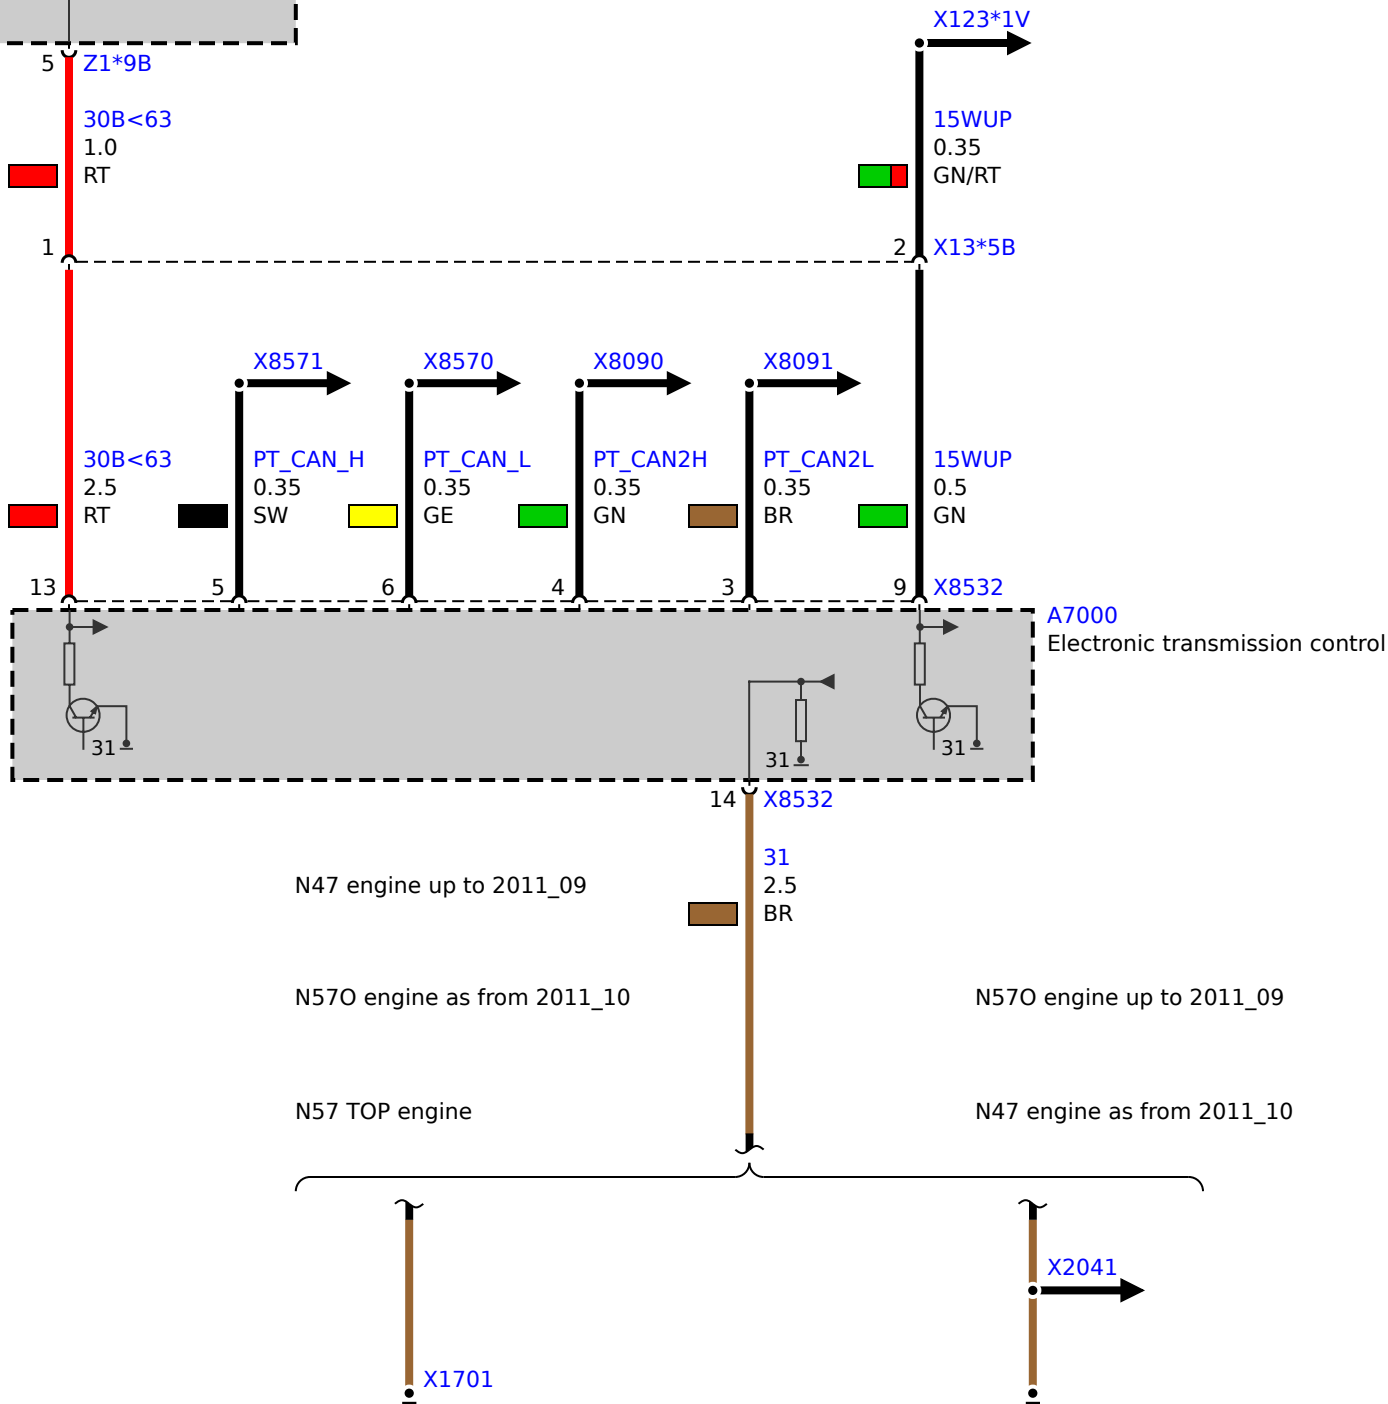 X123*1V
5 Z1*9B
30B<63 15WUP
1.0 0.35
RT GN/RT
1 2 X13*5B
X8571 X8570 X8090 X8091
30B<63 PT_CAN_H PT_CAN_L PT_CAN2H PT_CAN2L 15WUP
2.5 0.35 0.35 0.35 0.35 0.5
RT SW GE GN BR GN
13 5 6 4 3 9 X8532
A7000
Electronic transmission control
31 31 31
14 X8532
31
N47 engine up to 2011_09 2.5
BR
N57O engine as from 2011_10 N57O engine up to 2011_09
N57 TOP engine N47 engine as from 2011_10
X2041
X1701